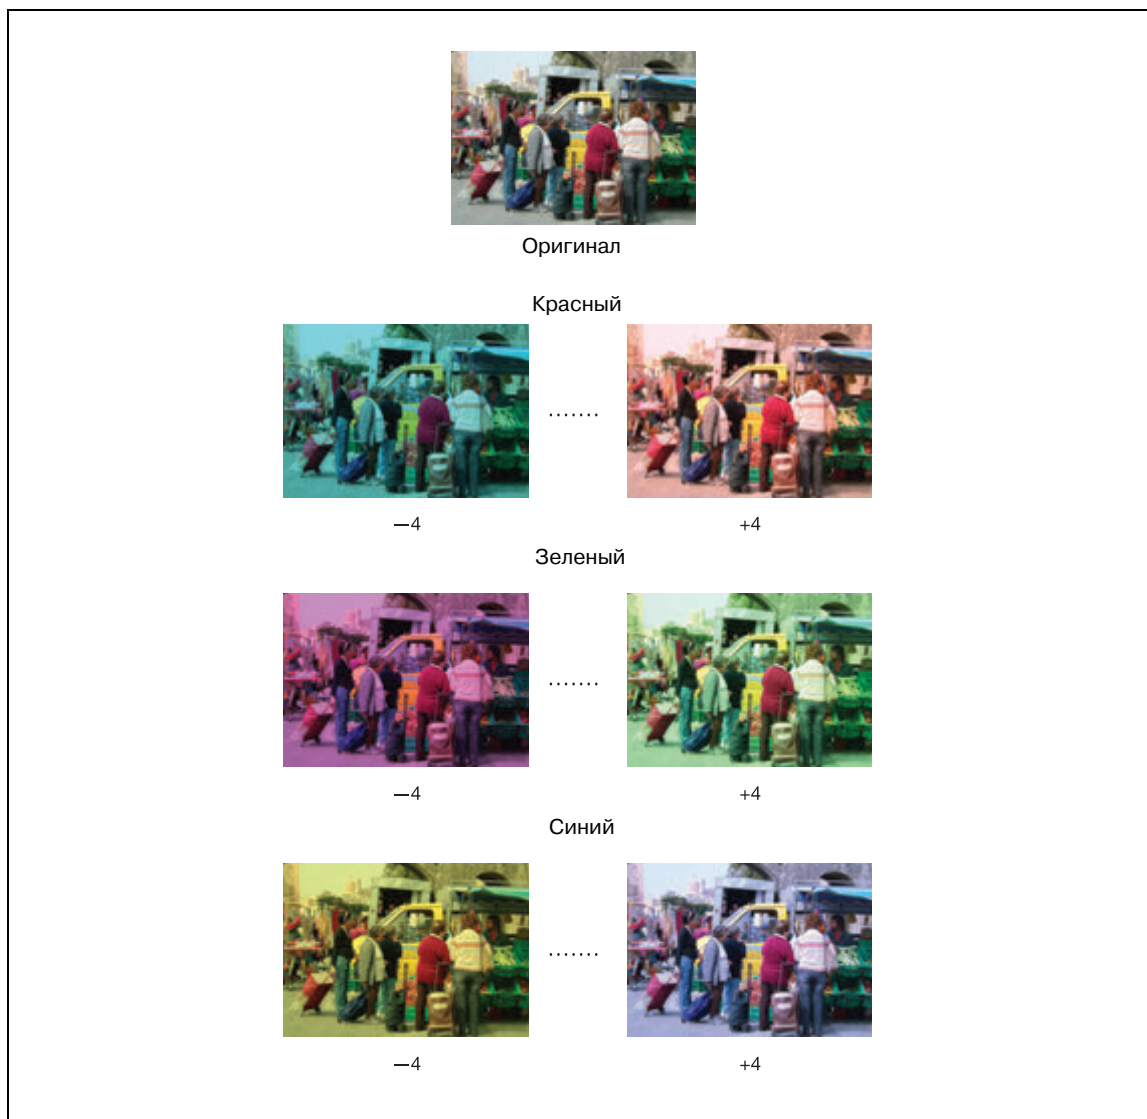 Оригинал
Красный
.......
—4 +4
Зеленый
.......
—4 +4
Синий
.......
—4 +4